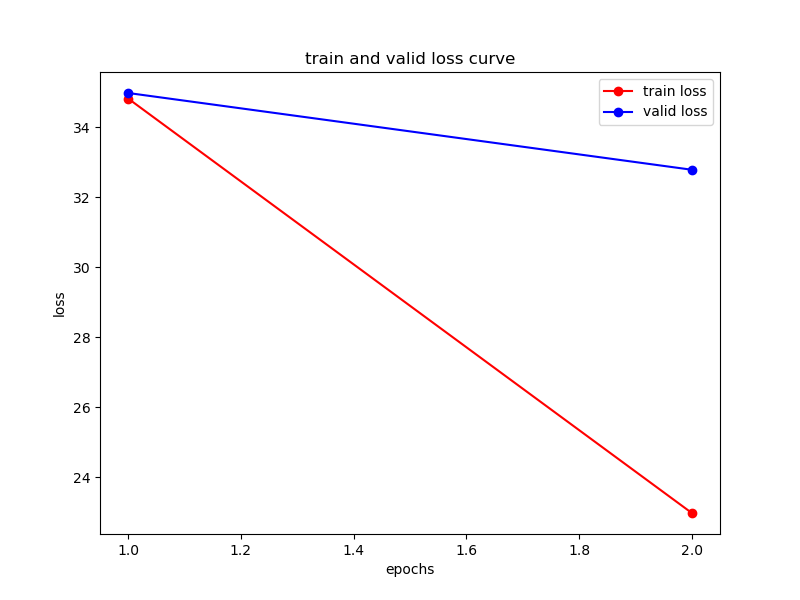 train and valid loss curve
train loss
valid loss
34
32
30
28
26
24
loss
1.0 1.2 1.4 1.6 1.8 2.0
epochs